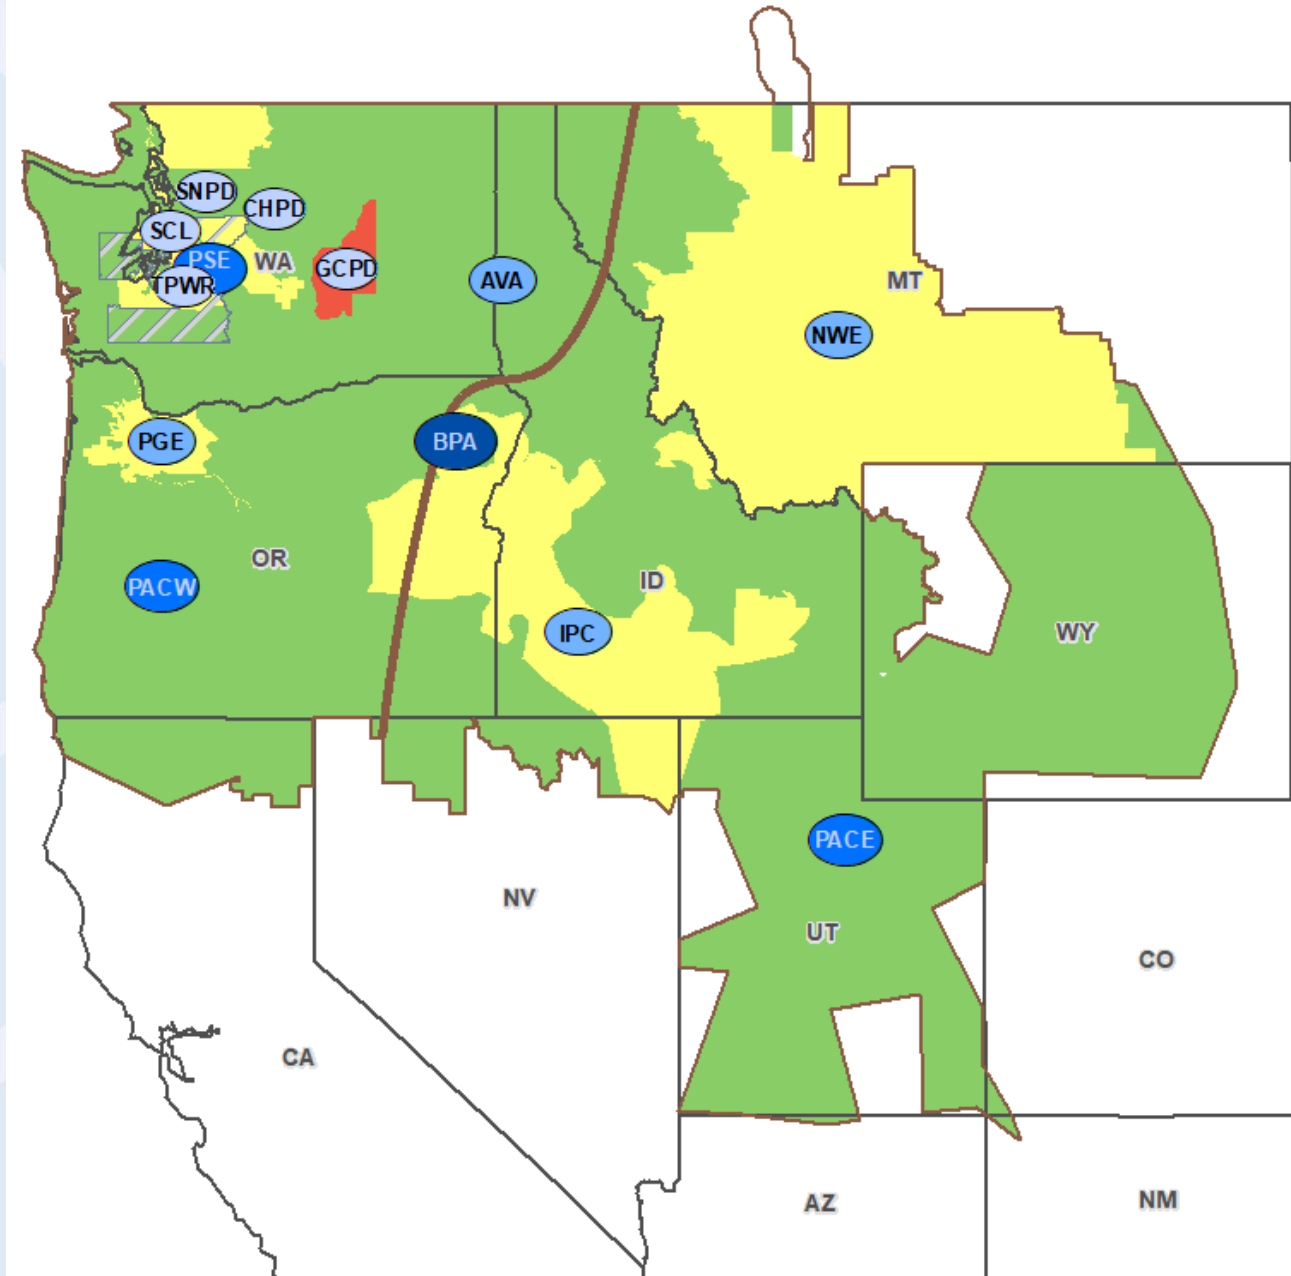 SNPD
CHPD
SCL
PSE
WA
GCPD
TPWR
AVA
MT
NWE
PGE
BPA
OR
ID
PACW
IPC
WY
PACE
NV
UT
CO
CA
AZ
NM